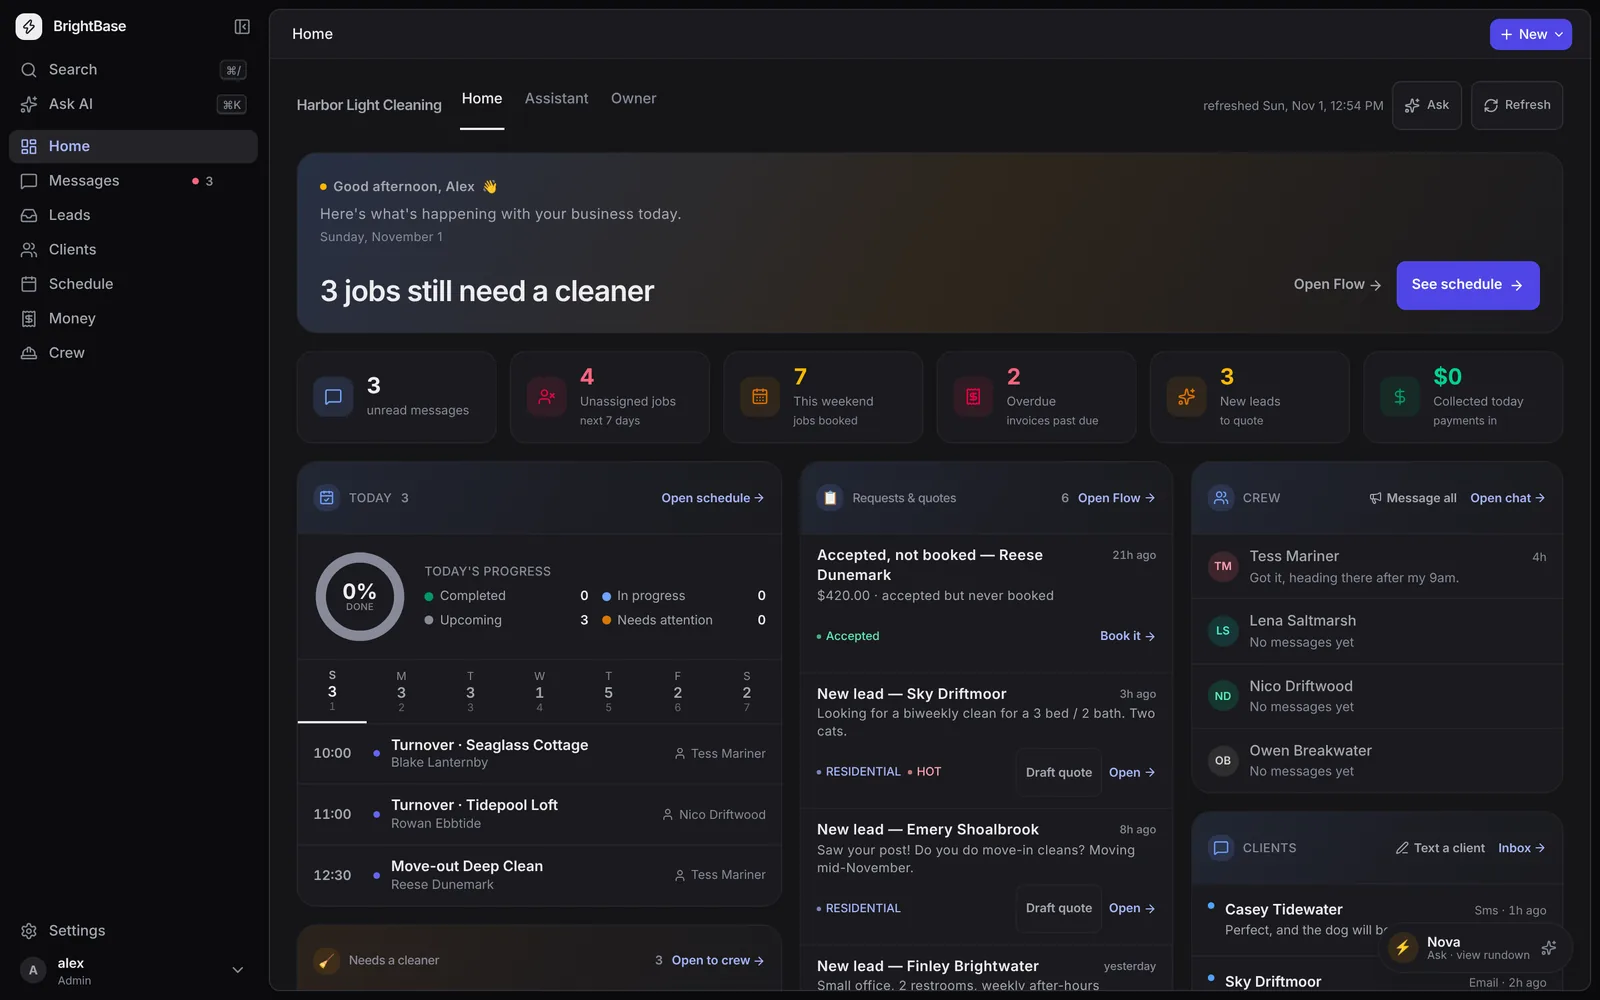 BrightBase
Search
⌘/
Ask AI
⌘K
Home
Messages
3
Leads
Clients
Schedule
Money
Crew
Settings
A
alex
Admin
Home
+ New
Harbor Light Cleaning
Home
Assistant
Owner
refreshed Sun, Nov 1, 12:54 PM
Ask
Refresh
Good afternoon, Alex 👋
Here's what's happening with your business today.
Sunday, November 1
3 jobs still need a cleaner
Open Flow →
See schedule →
3
unread messages
4
Unassigned jobs
next 7 days
7
This weekend
jobs booked
2
Overdue
invoices past due
3
New leads
to quote
$0
Collected today
payments in
TODAY 3
Open schedule →
0%
DONE
TODAY'S PROGRESS
Completed 0
In progress 0
Upcoming 3
Needs attention 0
S M T W T F S
3 3 3 1 5 2 2
1 2 3 4 5 6 7
10:00
Turnover · Seaglass Cottage
Blake Lanternby
Tess Mariner
11:00
Turnover · Tidepool Loft
Rowan Ebbtide
Nico Driftwood
12:30
Move-out Deep Clean
Reese Dunemark
Tess Mariner
Needs a cleaner
3 Open to crew →
Requests & quotes
6 Open Flow →
Accepted, not booked — Reese
Dunemark
21h ago
$420.00 · accepted but never booked
Accepted
Book it →
New lead — Sky Driftmoor
3h ago
Looking for a biweekly clean for a 3 bed / 2 bath. Two
cats.
RESIDENTIAL
HOT
Draft quote
Open →
New lead — Emery Shoalbrook
8h ago
Saw your post! Do you do move-in cleans? Moving
mid-November.
RESIDENTIAL
Draft quote
Open →
New lead — Finley Brightwater
yesterday
Small office, 2 restrooms, weekly after-hours
CREW
Message all
Open chat →
TM
Tess Mariner
4h
Got it, heading there after my 9am.
LS
Lena Saltmarsh
No messages yet
ND
Nico Driftwood
No messages yet
OB
Owen Breakwater
No messages yet
CLIENTS
Text a client
Inbox →
Casey Tidewater
Sms · 1h ago
Perfect, and the dog will
Sky Driftmoor
Email · 2h ago
Nova
Ask · view rundown